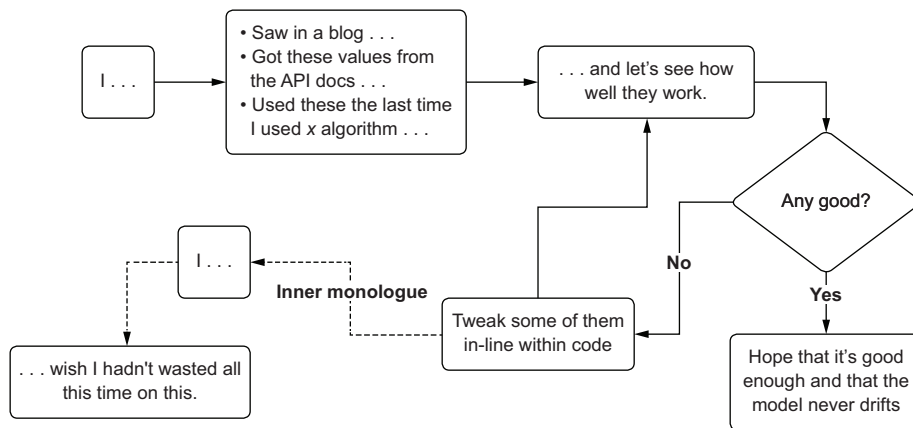 I . . .
• Saw in a blog . . .
• Got these values from
the API docs . . .
• Used these the last time
I used x algorithm . . .
. . . and let's see how
well they work.
Any good?
No
Yes
I . . .
Inner monologue
Tweak some of them
in-line within code
. . . wish I hadn't wasted all
this time on this.
Hope that it's good
enough and that the
model never drifts